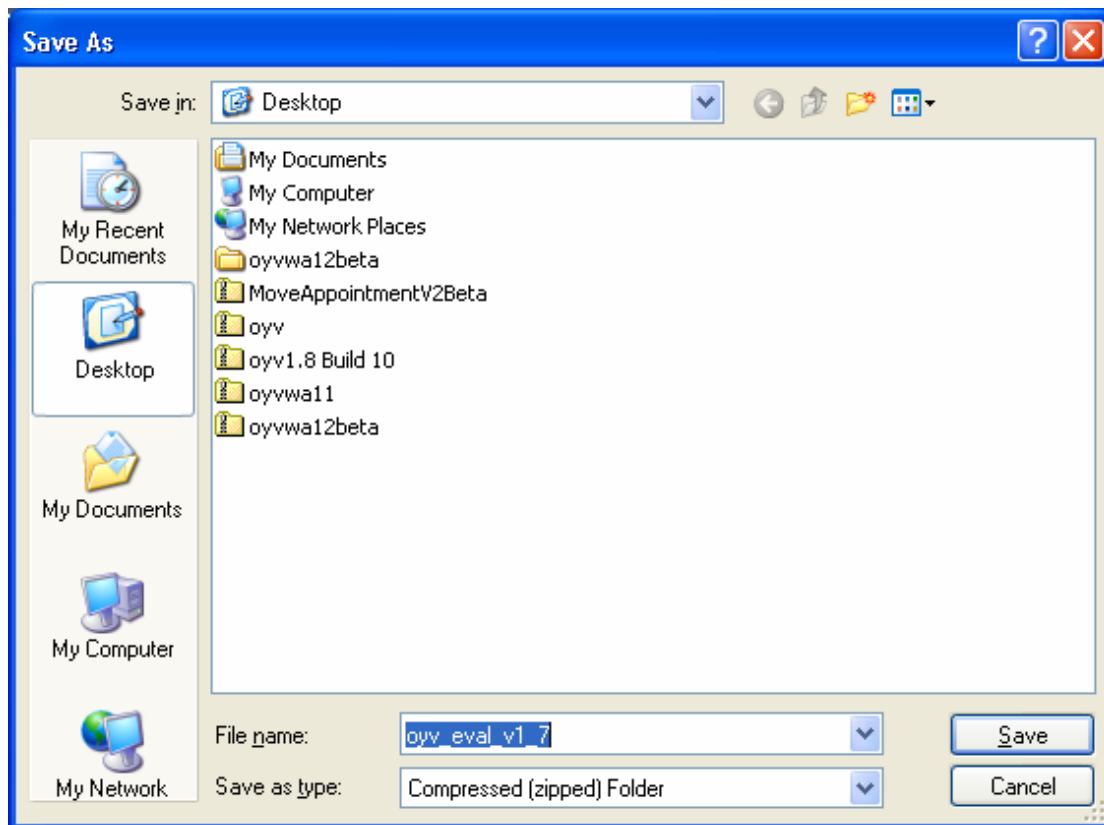 Save As
Save in:
Desktop
My Recent
Documents
Desktop
My Documents
My Computer
My Network
My Documents
My Computer
My Network Places
oyvwa12beta
MoveAppointmentV2Beta
oyv
oyv1.8 Build 10
oyvwa11
oyvwa12beta
File name:
oyv_eval_v1_7
Save
Save as type:
Compressed (zipped) Folder
Cancel